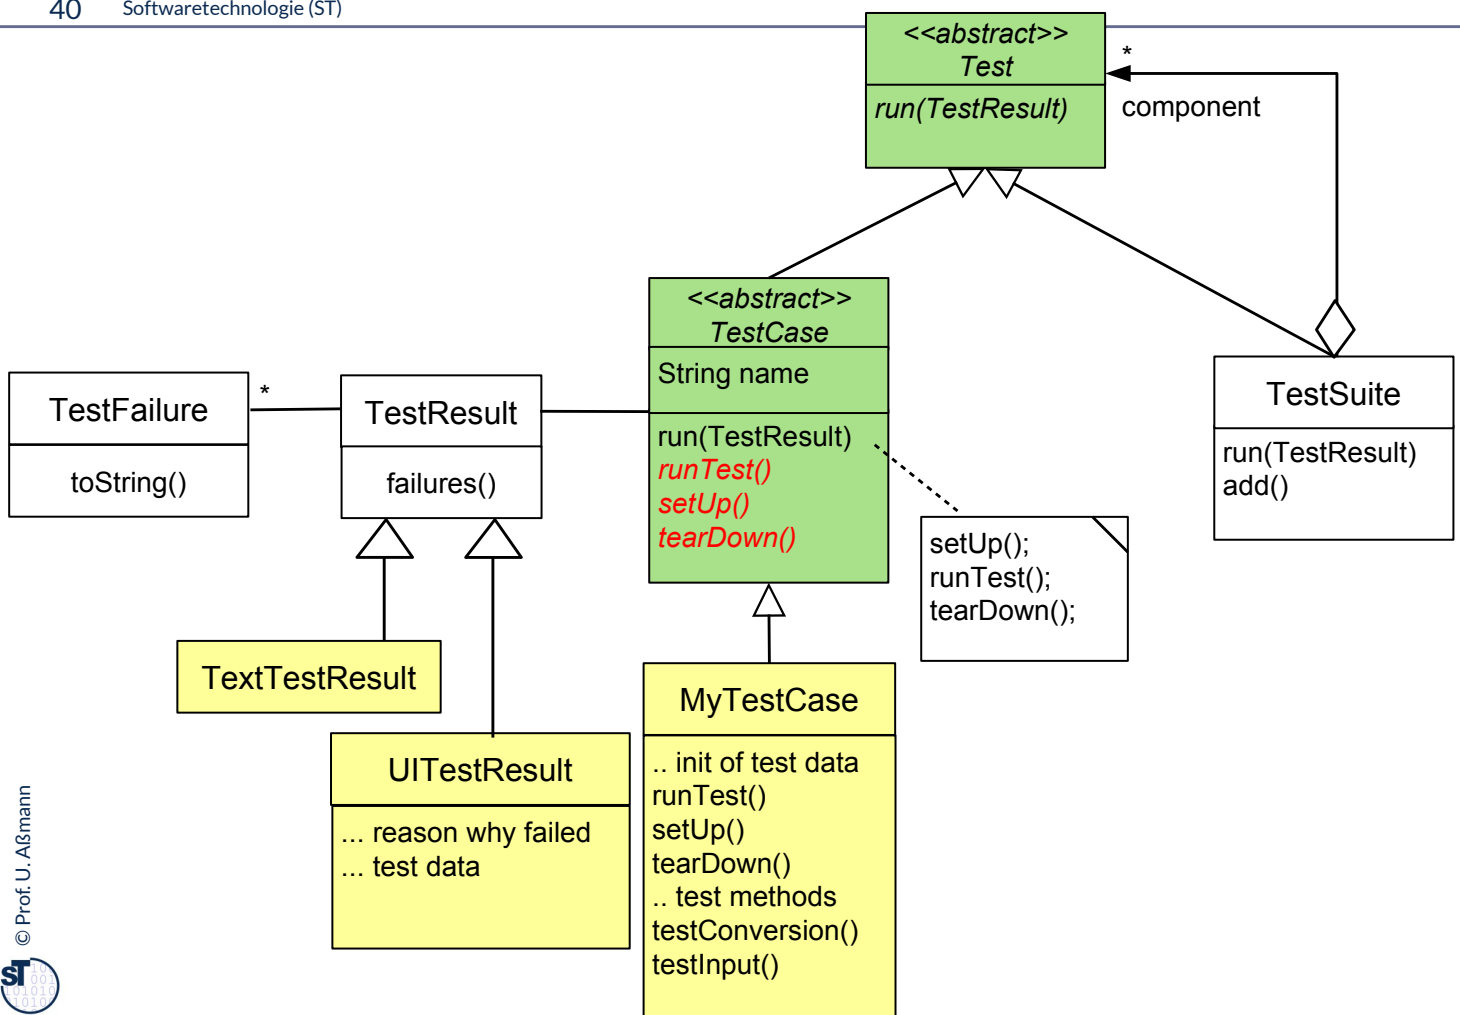 40 Softwaretechnologie (ST)
<<abstract>>
Test
run(TestResult)
*
component
<<abstract>>
TestCase
String name
run(TestResult)
runTest()
setUp()
tearDown()
TestFailure
toString()
*
TestResult
failures()
TestSuite
run(TestResult)
add()
setUp();
runTest();
tearDown();
TextTestResult
UITestResult
... reason why failed
... test data
MyTestCase
.. init of test data
runTest()
setUp()
tearDown()
.. test methods
testConversion()
testInput()
© Prof. U. Aßmann
ST